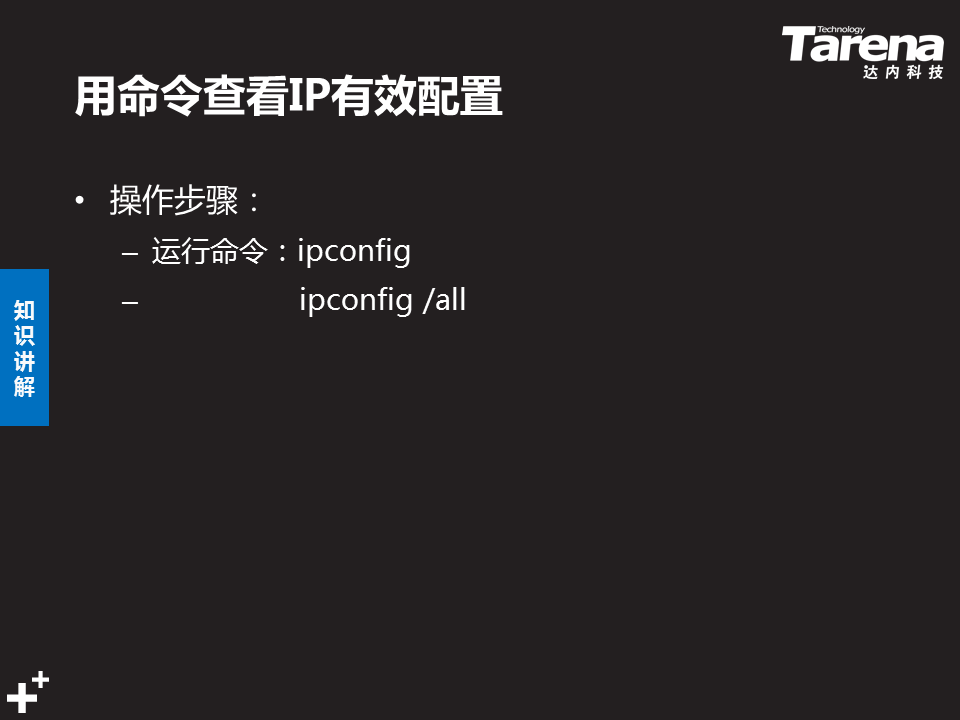 Technology
Tarena
达内科技
用命令查看IP有效配置
• 操作步骤：
– 运行命令：ipconfig
– ipconfig /all
知识讲解